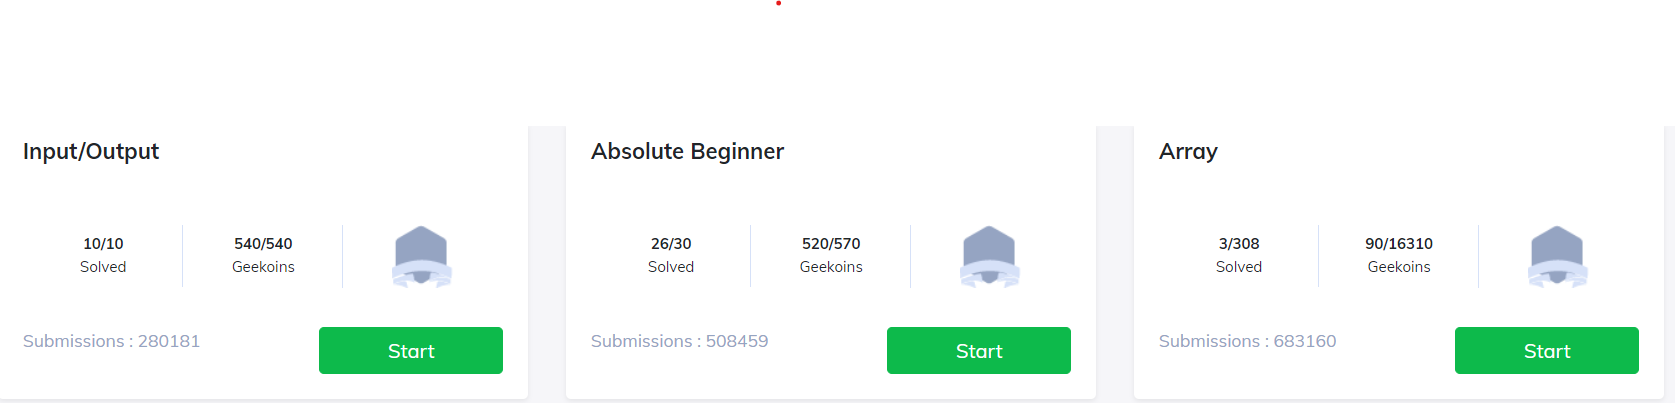 Input/Output
10/10
Solved
540/540
Geekoins
Submissions : 280181
Start
Absolute Beginner
26/30
Solved
520/570
Geekoins
Submissions : 508459
Start
Array
3/308
Solved
90/16310
Geekoins
Submissions : 683160
Start